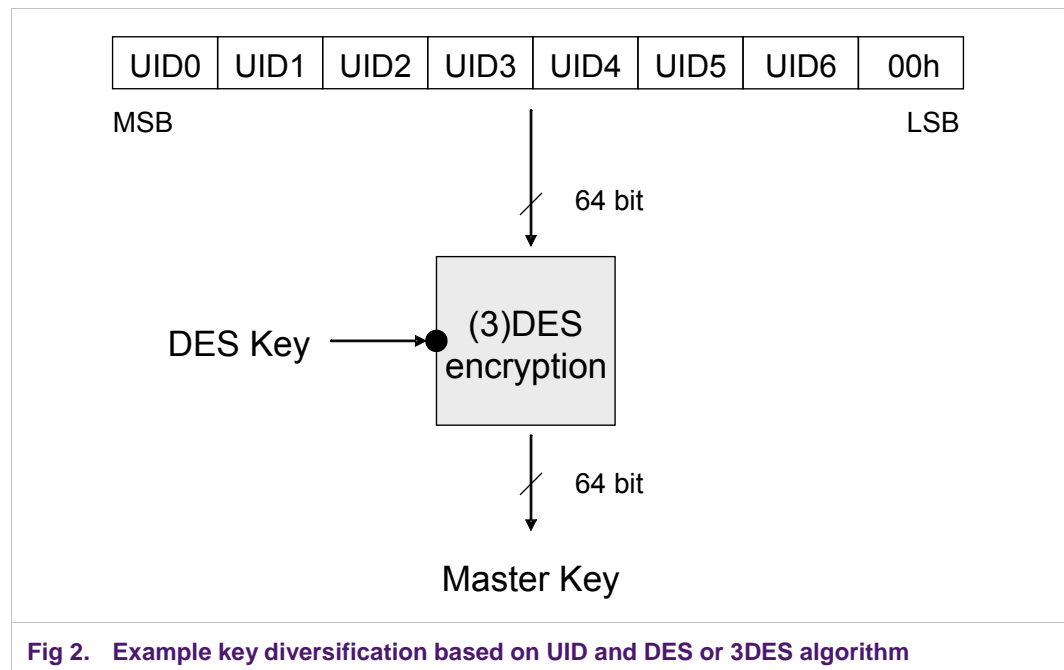 UID0 UID1 UID2 UID3 UID4 UID5 UID6 00h
MSB LSB
64 bit
DES Key
(3)DES
encryption
64 bit
Master Key
Fig 2. Example key diversification based on UID and DES or 3DES algorithm